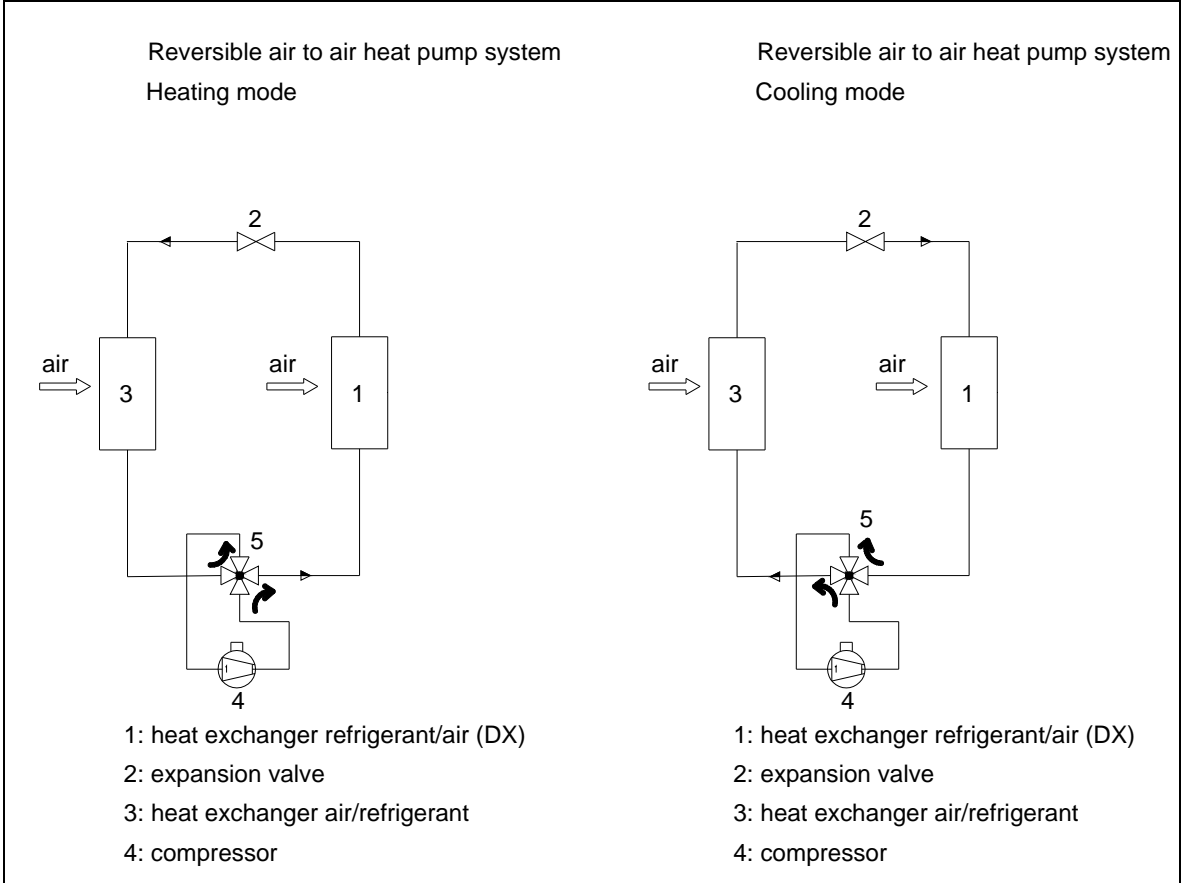 Reversible air to air heat pump system
Heating mode
2
air
3
air
1
5
1
4
1: heat exchanger refrigerant/air (DX)
2: expansion valve
3: heat exchanger air/refrigerant
4: compressor
Reversible air to air heat pump system
Cooling mode
2
air
3
air
1
5
1
4
1: heat exchanger refrigerant/air (DX)
2: expansion valve
3: heat exchanger air/refrigerant
4: compressor